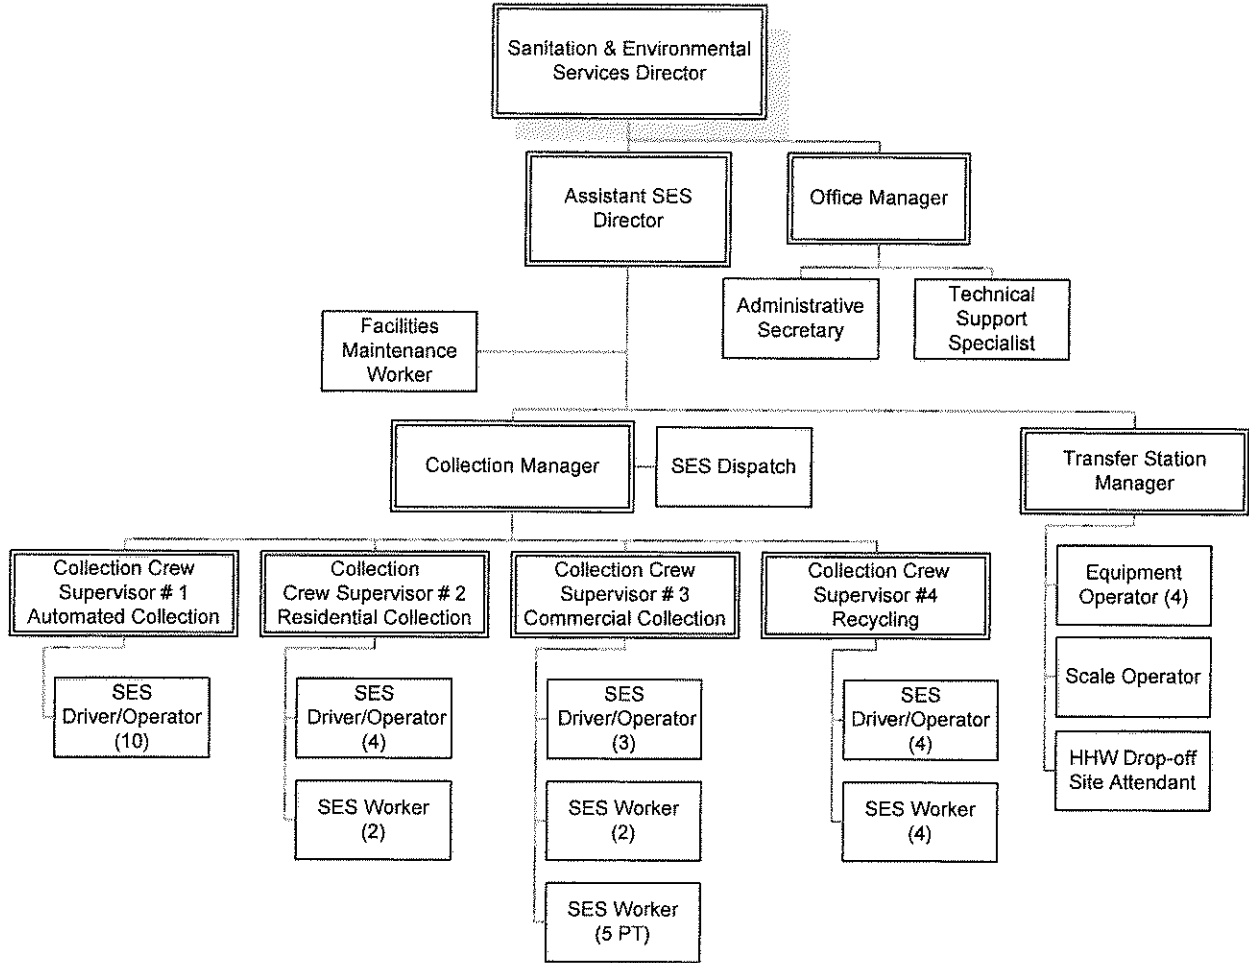 Sanitation & Environmental
Services Director
Assistant SES
Director
Office Manager
Administrative
Secretary
Technical
Support
Specialist
Facilities
Maintenance
Worker
Collection Manager
SES Dispatch
Transfer Station
Manager
Collection Crew
Supervisor # 1
Automated Collection
Collection
Crew Supervisor # 2
Residential Collection
Collection Crew
Supervisor # 3
Commercial Collection
Collection Crew
Supervisor #4
Recycling
Equipment
Operator (4)
Scale Operator
HHW Drop-off
Site Attendant
SES
Driver/Operator
(10)
SES
Driver/Operator
(4)
SES Worker
(2)
SES
Driver/Operator
(3)
SES Worker
(2)
SES Worker
(5 PT)
SES
Driver/Operator
(4)
SES Worker
(4)